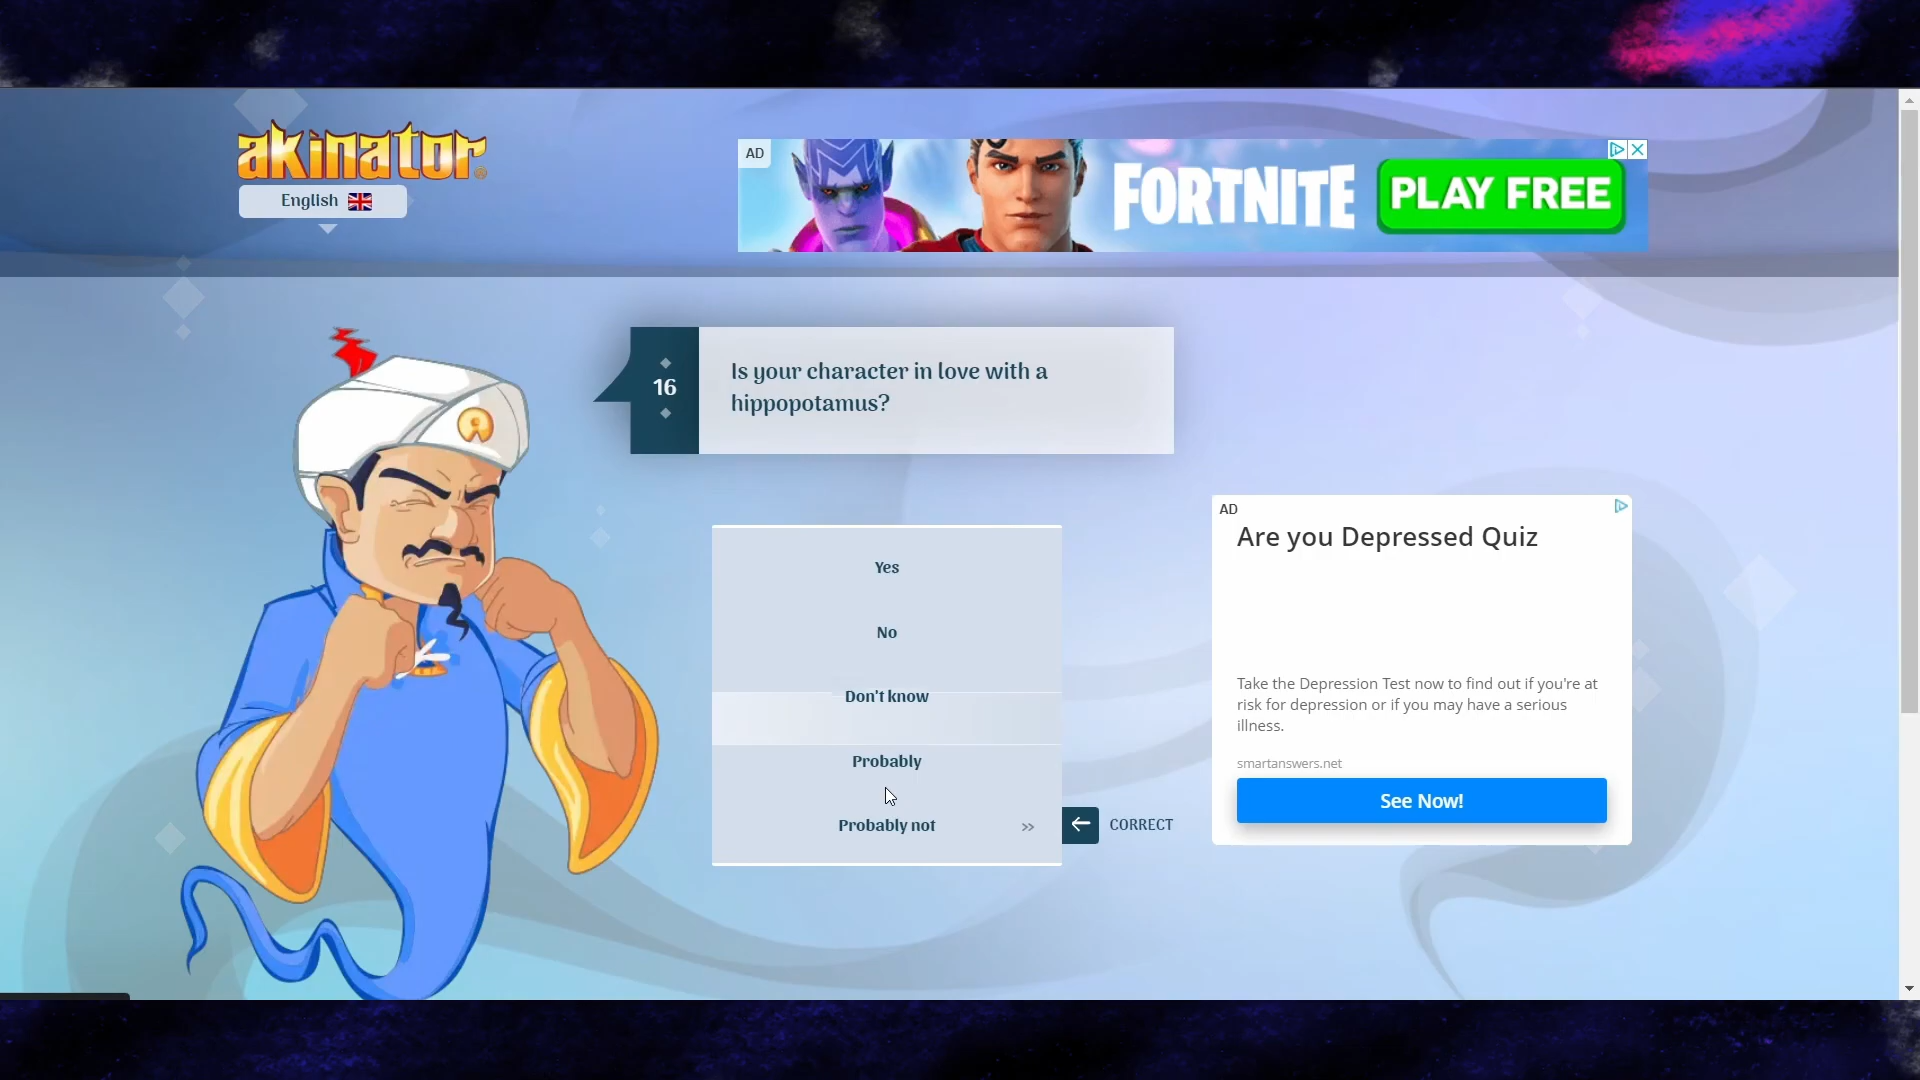 akinator
English
AD
FORTNITE
PLAY FREE
16
Is your character in love with a
hippopotamus?
Yes
No
Don't know
Probably
Probably not
CORRECT
AD
Are you Depressed Quiz
Take the Depression Test now to find out if you're at
risk for depression or if you may have a serious
illness.
smartanswers.net
See Now!